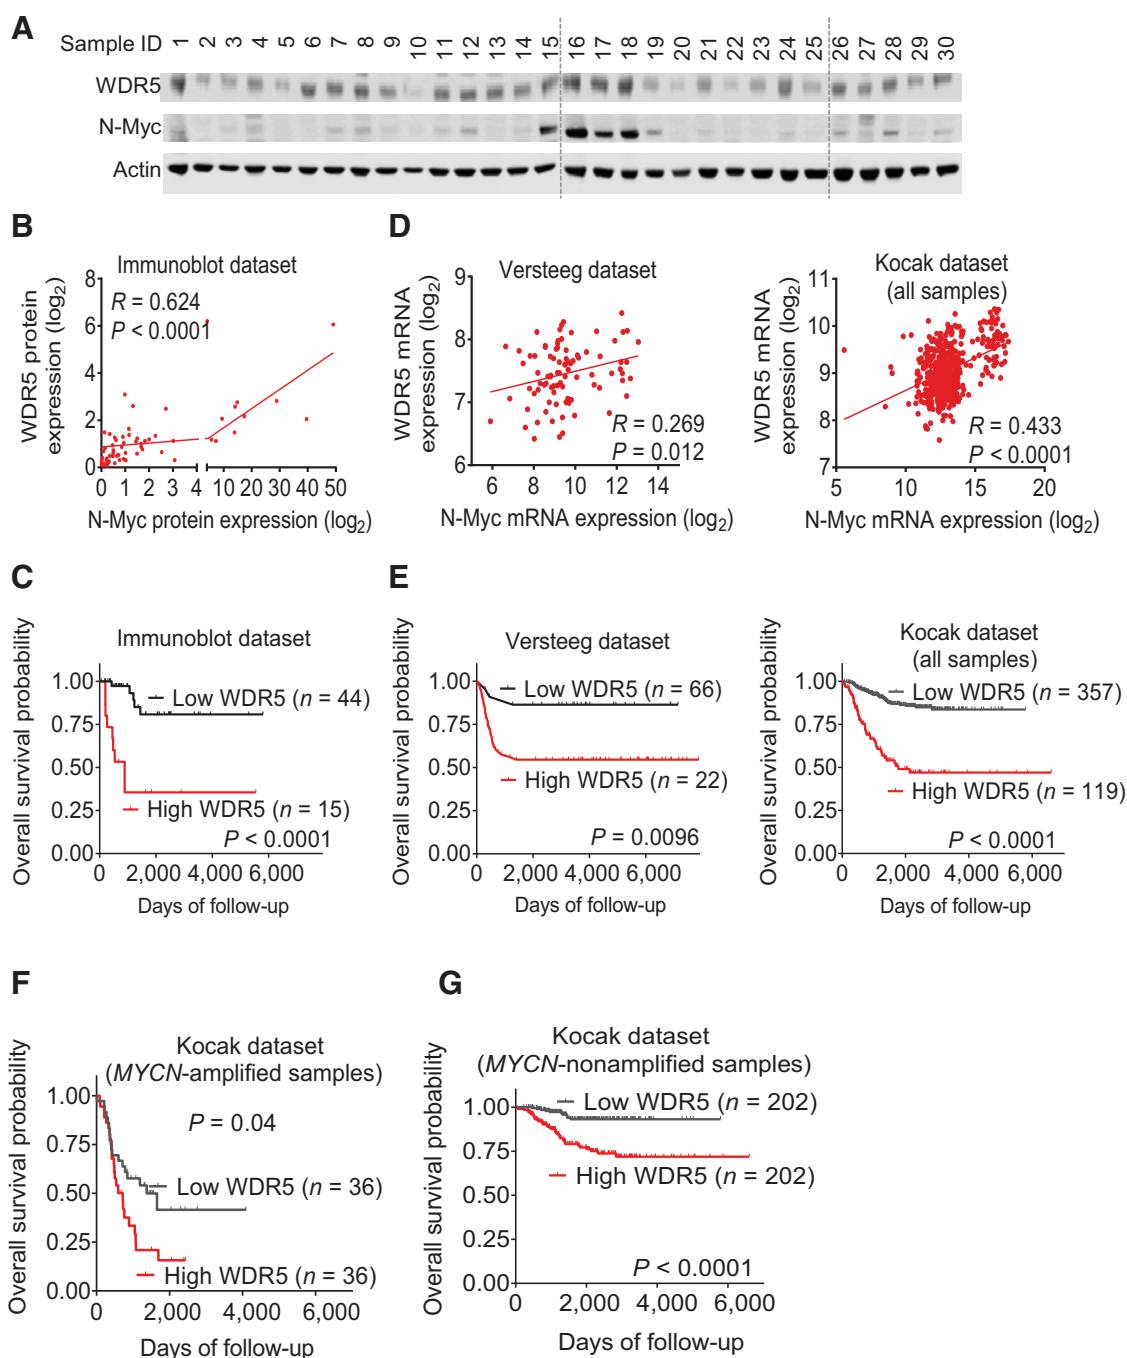 A
Sample ID 1 2 3 4 5 6 7 8 9 10 11 12 13 14 15 16 17 18 19 20 21 22 23 24 25 26 27 28 29 30
WDR5
N-Myc
Actin
B
Immunoblot dataset
R = 0.624
P < 0.0001
WDR5 protein
expression (log2)
8
6
4
2
0
0 1 2 3 4 10 20 30 40 50
N-Myc protein expression (log2)
D
Versteeg dataset
WDR5 mRNA
expression (log2)
9
8
7
6
R = 0.269
P = 0.012
6 8 10 12 14
N-Myc mRNA expression (log2)
Kocak dataset
(all samples)
WDR5 mRNA
expression (log2)
11
10
9
8
7
R = 0.433
P < 0.0001
5 10 15 20
N-Myc mRNA expression (log2)
C
Immunoblot dataset
Overall survival probability
1.00
0.75
0.50
0.25
0.00
Low WDR5 (n = 44)
High WDR5 (n = 15)
P < 0.0001
0 2,000 4,000 6,000
Days of follow-up
E
Versteeg dataset
Overall survival probability
1.00
0.75
0.50
0.25
0.00
Low WDR5 (n = 66)
High WDR5 (n = 22)
P = 0.0096
0 2,000 4,000 6,000
Days of follow-up
Kocak dataset
(all samples)
Overall survival probability
1.00
0.75
0.50
0.25
0.00
Low WDR5 (n = 357)
High WDR5 (n = 119)
P < 0.0001
0 2,000 4,000 6,000
Days of follow-up
F
Kocak dataset
(MYCN-amplified samples)
Overall survival probability
1.00
0.75
0.50
0.25
0.00
P = 0.04
Low WDR5 (n = 36)
High WDR5 (n = 36)
0 2,000 4,000 6,000
Days of follow-up
G
Kocak dataset
(MYCN-nonamplified samples)
Overall survival probability
1.00
0.75
0.50
0.25
0.00
Low WDR5 (n = 202)
High WDR5 (n = 202)
P < 0.0001
0 2,000 4,000 6,000
Days of follow-up